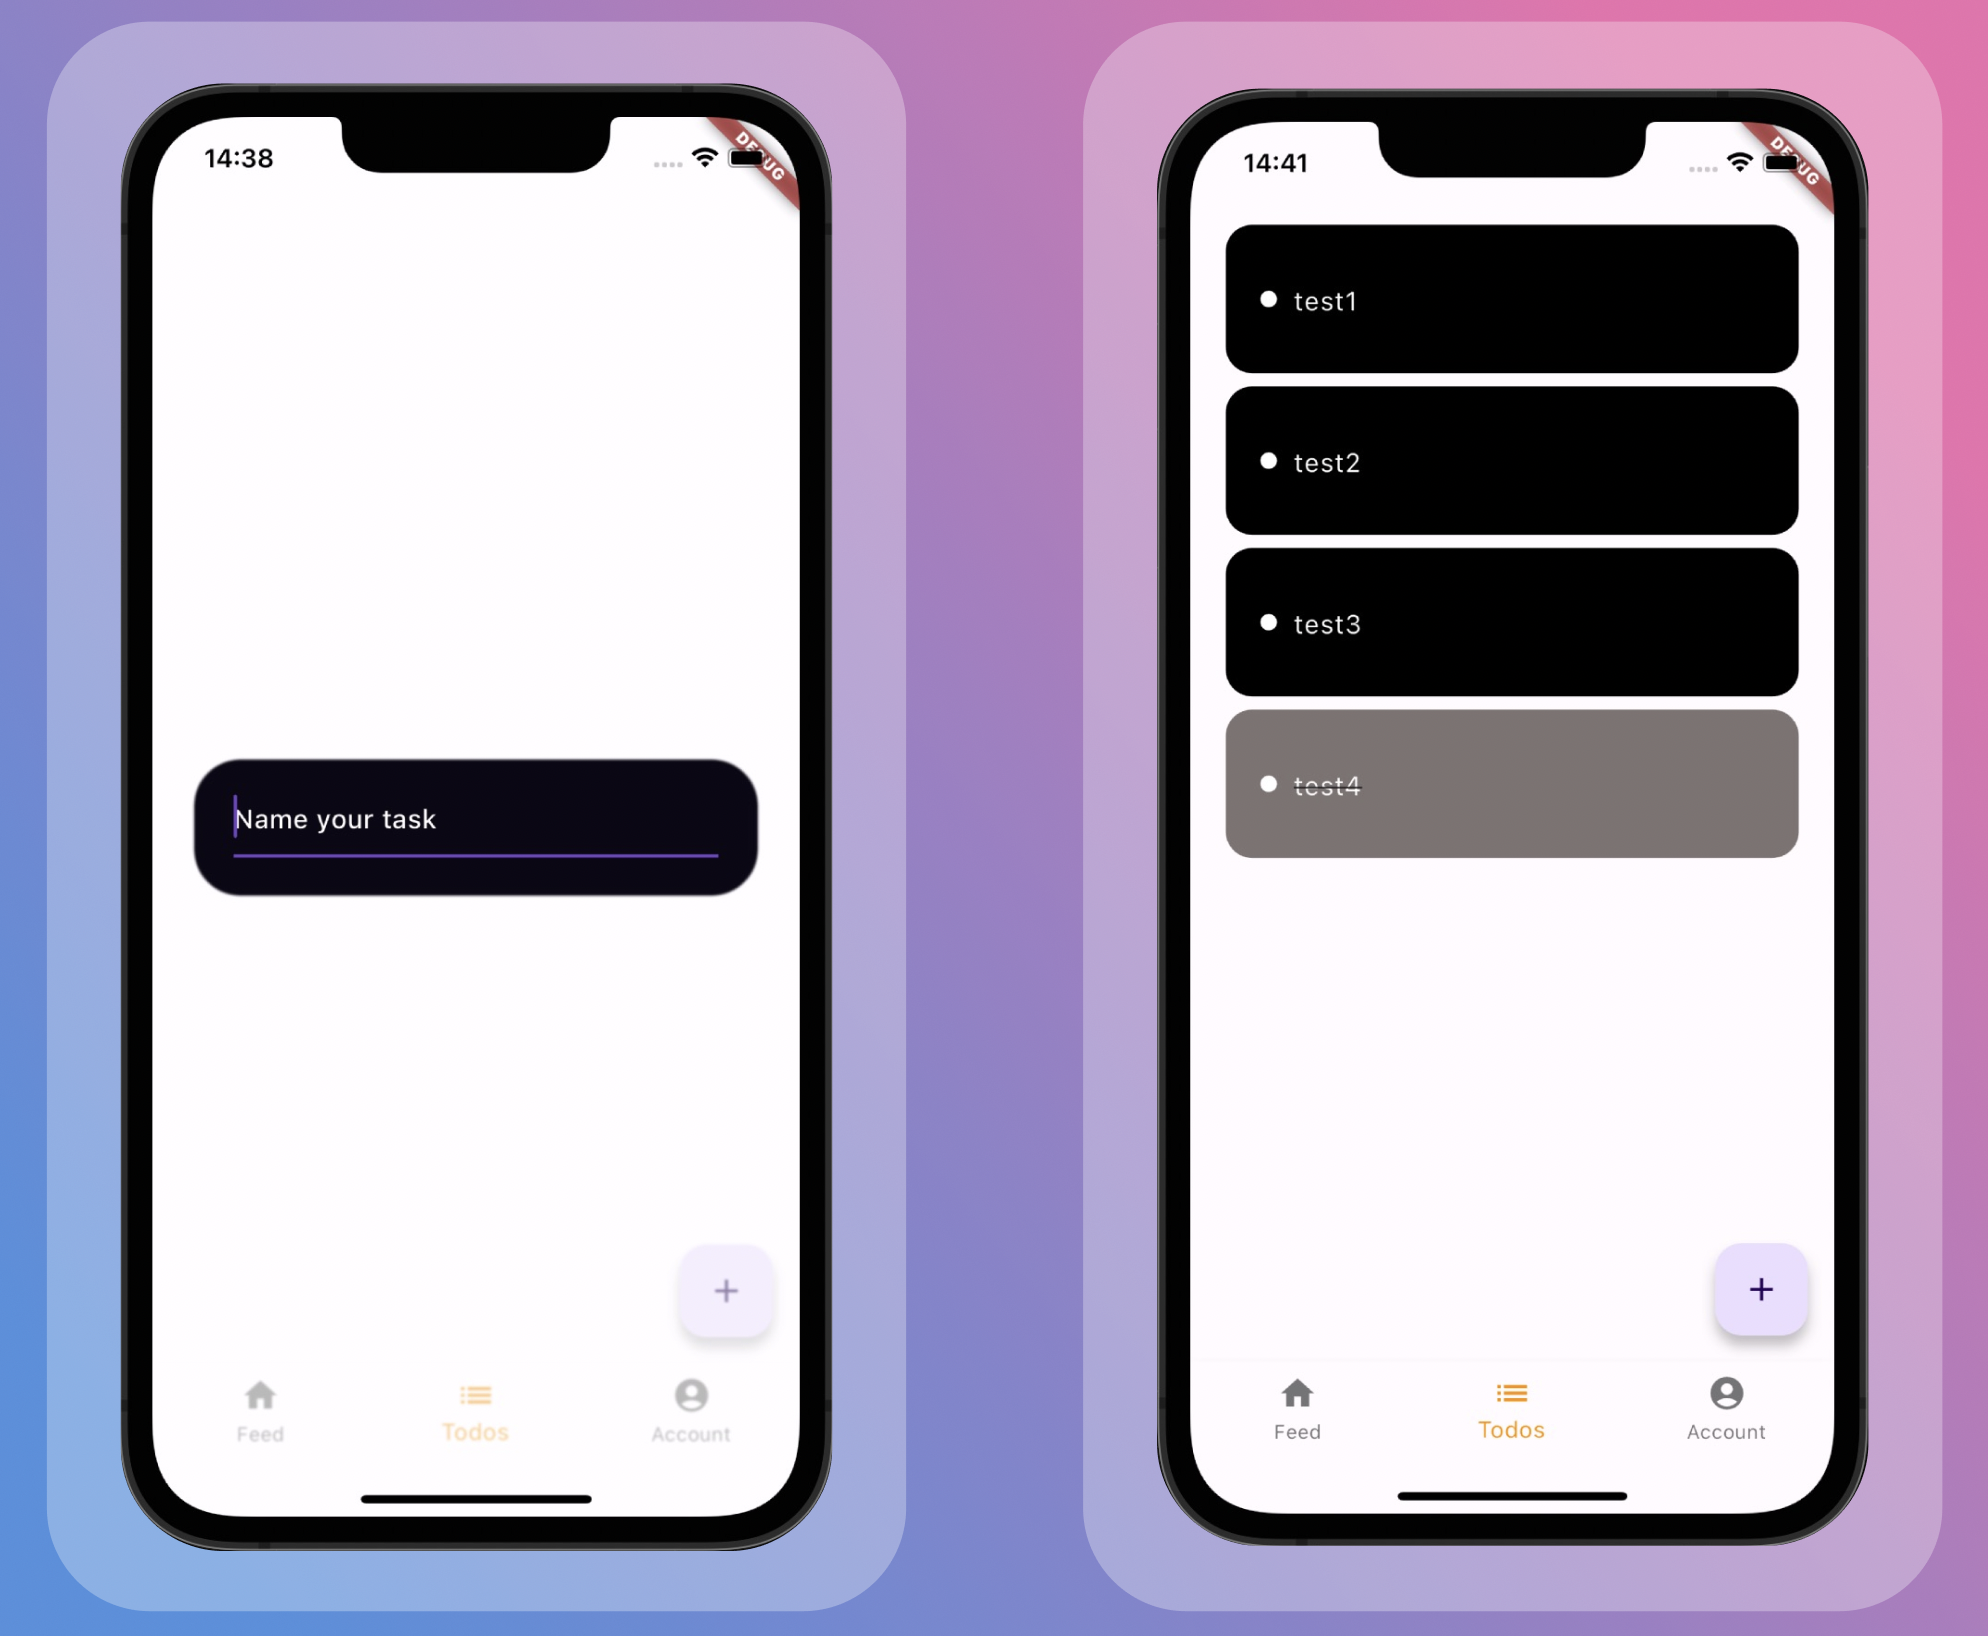 14:38
DEBUG
Name your task
Feed
Todos
Account
14:41
DEBUG
test1
test2
test3
test4
Feed
Todos
Account